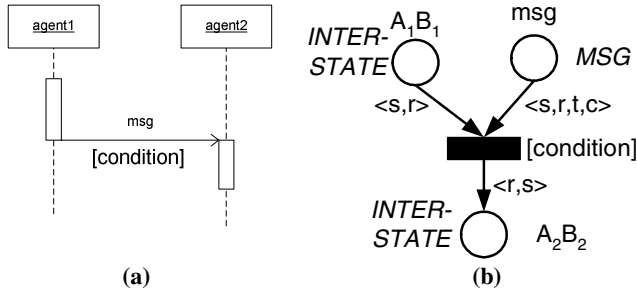 agent1
agent2
msg
[condition]
(a)
A1B1
msg
INTER-
STATE
MSG
<s,r>
<s,r,t,c>
[condition]
<r,s>
INTER-
STATE
A2B2
(b)